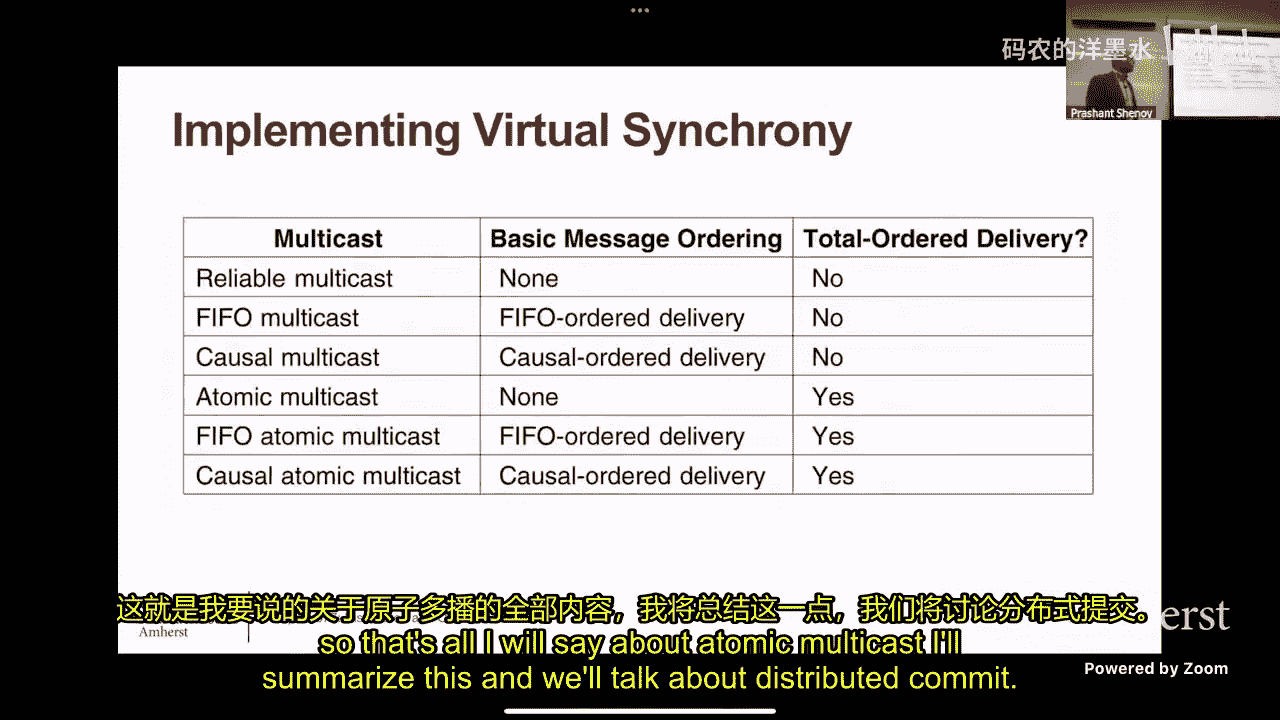 码农的洋墨水
Prashant Shenoy
Implementing Virtual Synchrony
Multicast Basic Message Ordering Total-Ordered Delivery?
Reliable multicast None No
FIFO multicast FIFO-ordered delivery No
Causal multicast Causal-ordered delivery No
Atomic multicast None Yes
FIFO atomic multicast FIFO-ordered delivery Yes
Causal atomic multicast Causal-ordered delivery Yes
这就是我要说的关于原子多播的全部内容，我将总结这一点，我们将讨论分布式提交。
Amherst
erst
so that's all I will say about atomic multicast I'll
summarize this and we'll talk about distributed commit.
Powered by Zoom